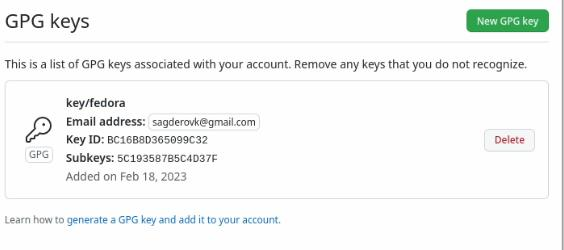 GPG keys
New GPG key
This is a list of GPG keys associated with your account. Remove any keys that you do not recognize.
key/fedora
Email address: sagderovk@gmail.com
Key ID: BC16B8D365099C32
Subkeys: 5C193587B5C4D37F
Added on Feb 18, 2023
GPG
Delete
Learn how to generate a GPG key and add it to your account.